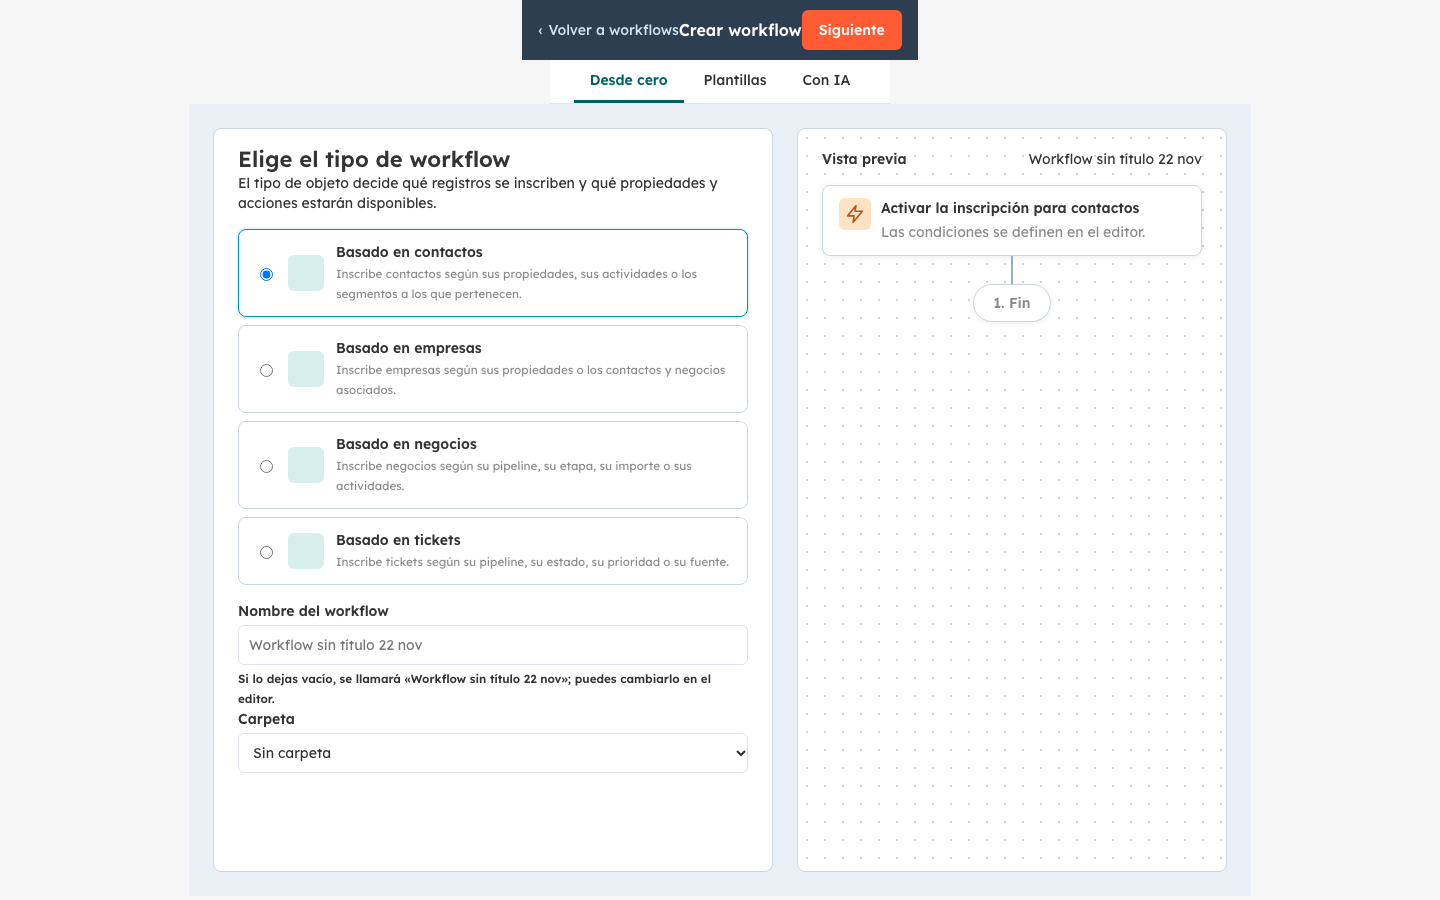 ‹ Volver a workflows Crear workflow Siguiente
Desde cero Plantillas Con IA
Elige el tipo de workflow
El tipo de objeto decide qué registros se inscriben y qué propiedades y
acciones estarán disponibles.
Basado en contactos
Inscribe contactos según sus propiedades, sus actividades o los
segmentos a los que pertenecen.
Basado en empresas
Inscribe empresas según sus propiedades o los contactos y negocios
asociados.
Basado en negocios
Inscribe negocios según su pipeline, su etapa, su importe o sus
actividades.
Basado en tickets
Inscribe tickets según su pipeline, su estado, su prioridad o su fuente.
Nombre del workflow
Workflow sin título 22 nov
Si lo dejas vacío, se llamará «Workflow sin título 22 nov»; puedes cambiarlo en el
editor.
Carpeta
Sin carpeta
Vista previa Workflow sin título 22 nov
Activar la inscripción para contactos
Las condiciones se definen en el editor.
1. Fin